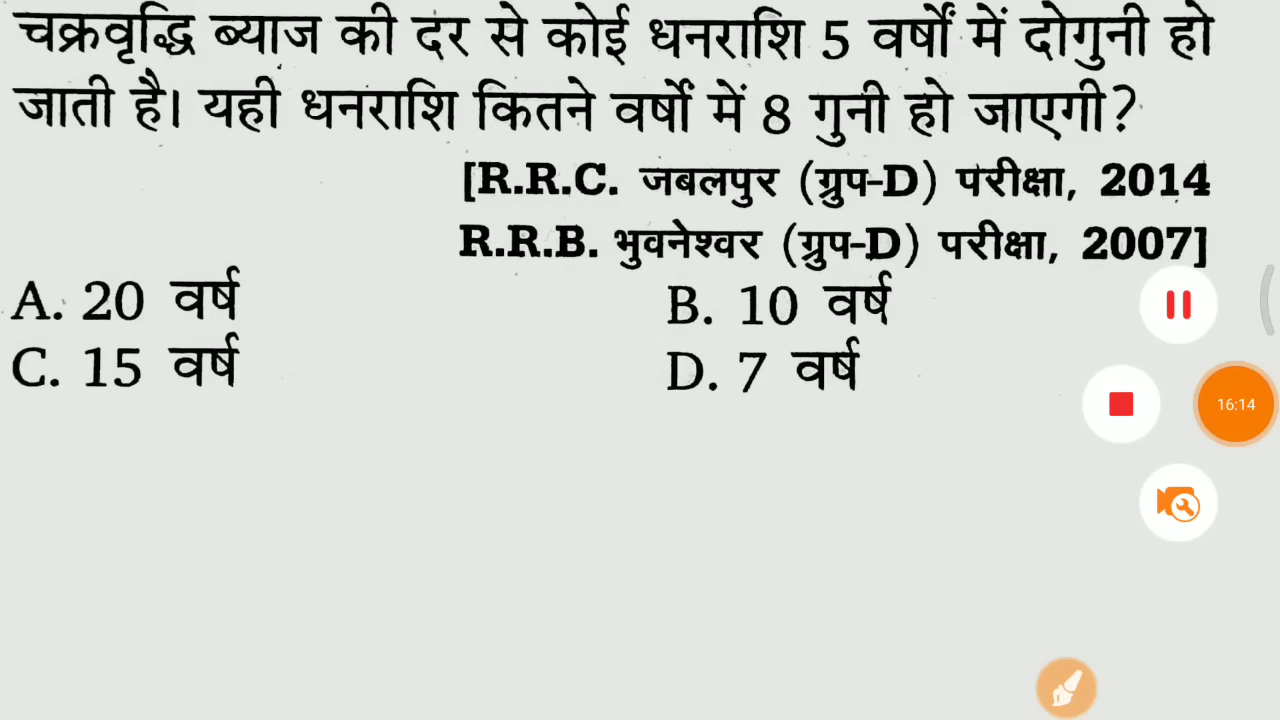 चक्रवृद्धि ब्याज की दर से कोई धनराशि 5 वर्षों में दोगुनी हो
जाती है। यही धनराशि कितने वर्षों में 8 गुनी हो जाएगी?
[R.R.C. जबलपुर (ग्रुप-D) परीक्षा, 2014
R.R.B. भुवनेश्वर (ग्रुप-D) परीक्षा, 2007]
A. 20 वर्ष B. 10 वर्ष
C. 15 वर्ष D. 7 वर्ष
16:14